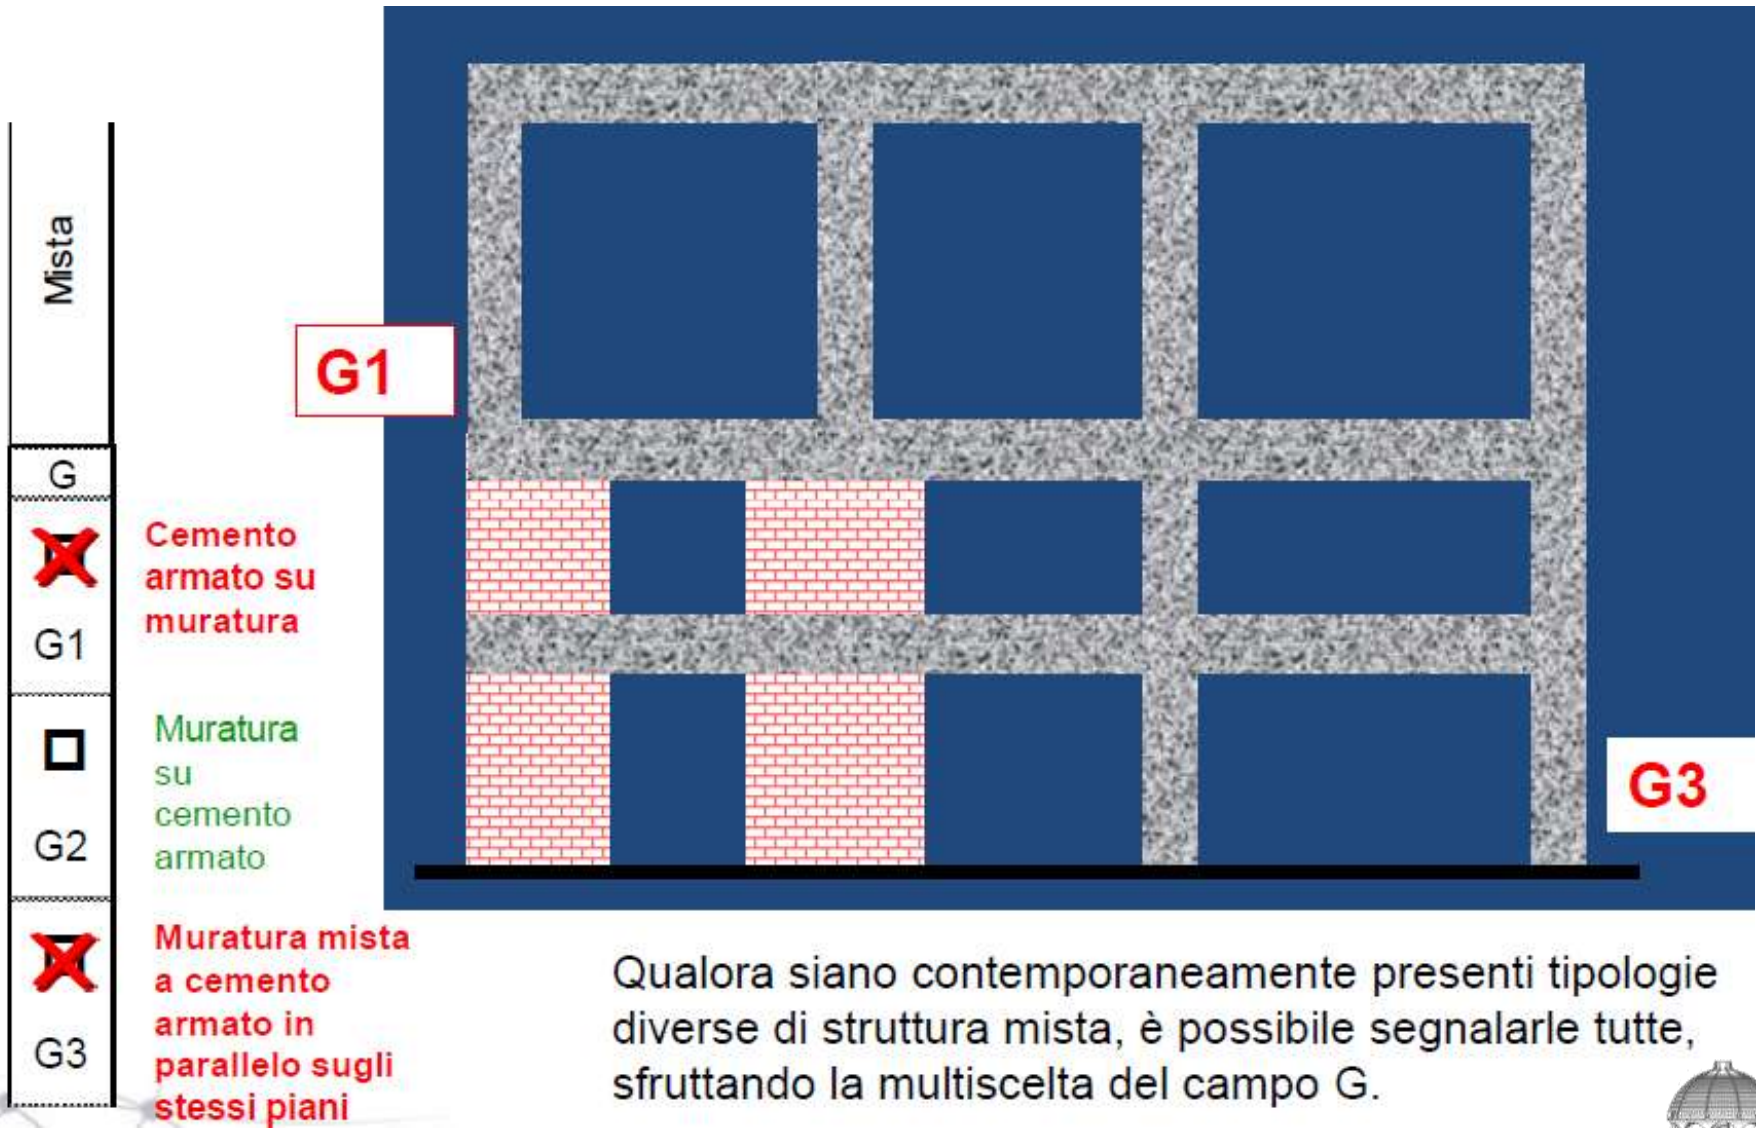 Mista
G
G1
G2
G3
Cemento
armato su
muratura
Muratura
su
cemento
armato
Muratura mista
a cemento
armato in
parallelo sugli
stessi piani
G1
G3
Qualora siano contemporaneamente presenti tipologie
diverse di struttura mista, è possibile segnalarle tutte,
sfruttando la multiscelta del campo G.